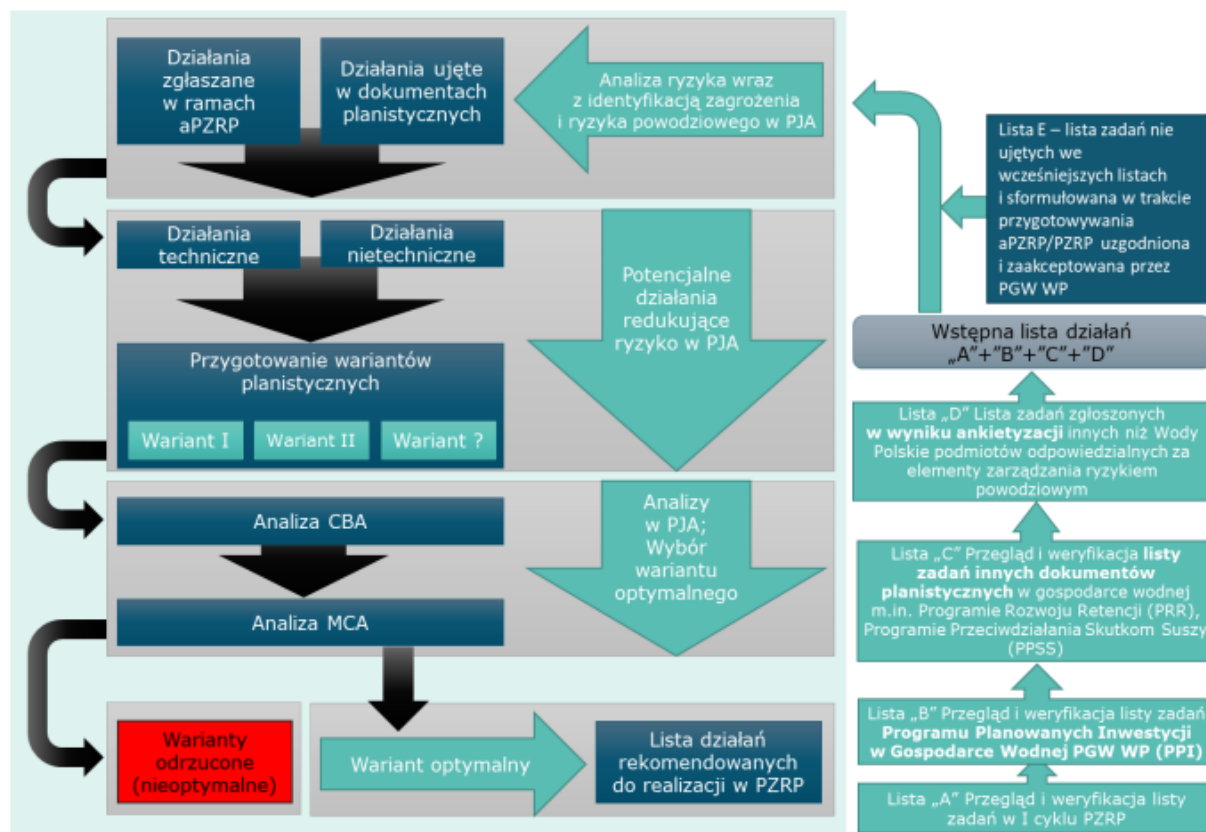 Działania
zgłaszane
w ramach
aPZRP
Działania ujęte
w dokumentach
planistycznych
Analiza ryzyka wraz
z identyfikacją zagrożenia
i ryzyka powodziowego w PJA
Działania
techniczne
Działania
nietechniczne
Potencjalne
działania
redukujące
ryzyko w PJA
Przygotowanie wariantów
planistycznych
Wariant I
Wariant II
Wariant ?
Analiza CBA
Analiza MCA
Analizy
w PJA;
Wybór
wariantu
optymalnego
Warianty
odrzucone
(nieoptymalne)
Wariant optymalny
Lista działań
rekomendowanych
do realizacji w PZRP
Lista E – lista zadań nie
ujętych we
wcześniejszych listach
i sformułowana w trakcie
przygotowywania
aPZRP/PZRP uzgodniona
i zaakceptowana przez
PGW WP
Wstępna lista działań
„A”+”B”+”C”+”D”
Lista „D” Lista zadań zgłoszonych
w wyniku ankietyzacji innych niż Wody
Polskie podmiotów odpowiedzialnych za
elementy zarządzania ryzykiem
powodziowym
Lista „C” Przegląd i weryfikacja listy
zadań innych dokumentów
planistycznych w gospodarce wodnej
m.in. Programie Rozwoju Retencji (PRR),
Programie Przeciwdziałania Skutkom Suszy
(PPSS)
Lista „B” Przegląd i weryfikacja listy zadań
Programu Planowanych Inwestycji
w Gospodarce Wodnej PGW WP (PPI)
Lista „A” Przegląd i weryfikacja listy
zadań w I cyklu PZRP